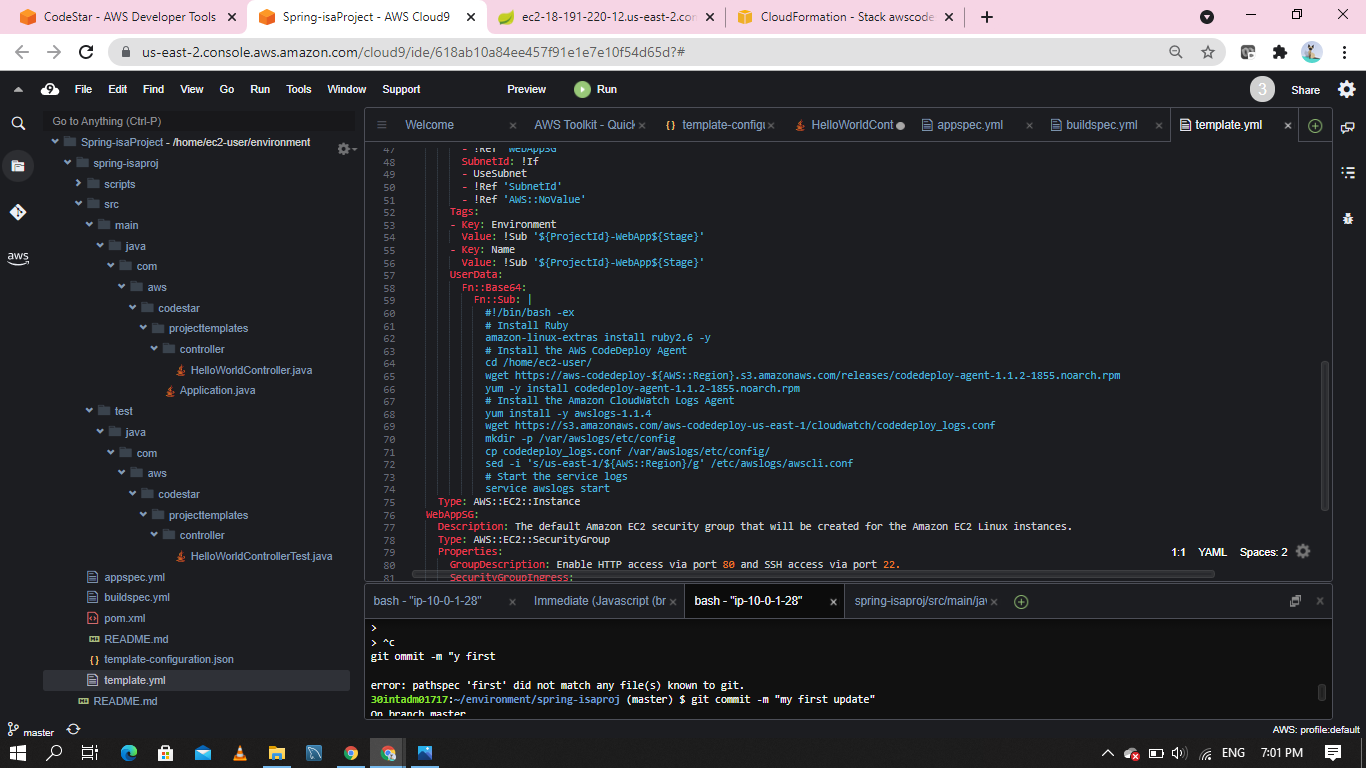 CodeStar - AWS Developer Tools
Spring-isaProject - AWS Cloud9
ec2-18-191-220-12.us-east-2.con
CloudFormation - Stack awscode
us-east-2.console.aws.amazon.com/cloud9/ide/618ab10a84ee457f91e1e7e10f54d65d?#
File Edit Find View Go Run Tools Window Support Preview Run 3 Share
Go to Anything (Ctrl-P)
Welcome AWS Toolkit - Quick template-configu HelloWorldCont appspec.yml buildspec.yml template.yml
aws
Spring-isaProject - /home/ec2-user/environment
spring-isaproj
scripts
src
main
java
com
aws
codestar
projecttemplates
controller
HelloWorldController.java
Application.java
test
java
com
aws
codestar
projecttemplates
controller
HelloWorldControllerTest.java
appspec.yml
buildspec.yml
pom.xml
README.md
template-configuration.json
template.yml
README.md
47 - !Ref 'WebAppSG'
48 SubnetId: !If
49 - UseSubnet
50 - !Ref 'SubnetId'
51 - !Ref 'AWS::NoValue'
52 Tags:
53 - Key: Environment
54 Value: !Sub '${ProjectId}-WebApp${Stage}'
55 - Key: Name
56 Value: !Sub '${ProjectId}-WebApp${Stage}'
57 UserData:
58 Fn::Base64:
59 Fn::Sub: |
60 #!/bin/bash -ex
61 # Install Ruby
62 amazon-linux-extras install ruby2.6 -y
63 # Install the AWS CodeDeploy Agent
64 cd /home/ec2-user/
65 wget https://aws-codedeploy-${AWS::Region}.s3.amazonaws.com/releases/codedeploy-agent-1.1.2-1855.noarch.rpm
66 yum -y install codedeploy-agent-1.1.2-1855.noarch.rpm
67 # Install the Amazon CloudWatch Logs Agent
68 yum install -y awslogs-1.1.4
69 wget https://s3.amazonaws.com/aws-codedeploy-us-east-1/cloudwatch/codedeploy_logs.conf
70 mkdir -p /var/awslogs/etc/config
71 cp codedeploy_logs.conf /var/awslogs/etc/config/
72 sed -i 's/us-east-1/${AWS::Region}/g' /etc/awslogs/awscli.conf
73 # Start the service logs
74 service awslogs start
75 Type: AWS::EC2::Instance
76 WebAppSG:
77 Description: The default Amazon EC2 security group that will be created for the Amazon EC2 Linux instances.
78 Type: AWS::EC2::SecurityGroup
79 Properties:
80 GroupDescription: Enable HTTP access via port 80 and SSH access via port 22.
81 SecurityGroupIngress:
1:1 YAML Spaces: 2
bash - "ip-10-0-1-28" Immediate (Javascript (br bash - "ip-10-0-1-28" spring-isaproj/src/main/jav
>
> ^C
git ommit -m "y first
error: pathspec 'first' did not match any file(s) known to git.
30intadm01717:~/environment/spring-isaproj (master) $ git commit -m "my first update"
On branch master
master
AWS: profile:default
ENG 7:01 PM